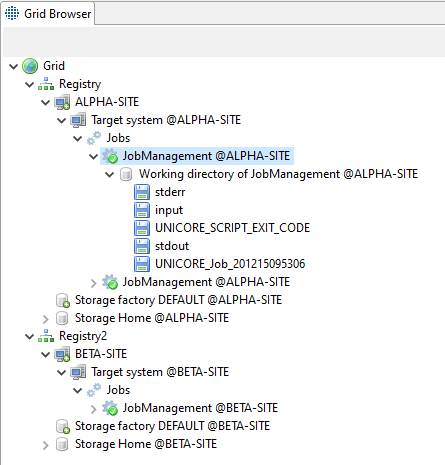 Grid Browser
Grid
Registry
ALPHA-SITE
Target system @ALPHA-SITE
Jobs
JobManagement @ALPHA-SITE
Working directory of JobManagement @ALPHA-SITE
stderr
input
UNICORE_SCRIPT_EXIT_CODE
stdout
UNICORE_Job_201215095306
JobManagement @ALPHA-SITE
Storage factory DEFAULT @ALPHA-SITE
Storage Home @ALPHA-SITE
Registry2
BETA-SITE
Target system @BETA-SITE
Jobs
JobManagement @BETA-SITE
Storage factory DEFAULT @BETA-SITE
Storage Home @BETA-SITE